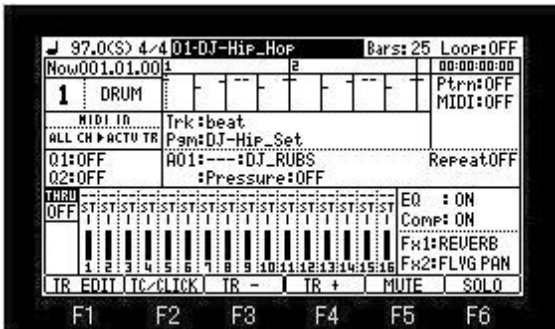 ♩ 97.0(S) 4/4 01-DJ-Hip_Hop Bars: 25 Loop:OFF
Now001.01.00 1 2 00:00:00:00
1 DRUM Ptrn:OFF
MIDI:OFF
MIDI IN Trk:beat
ALL CH▶ACTV TR Pgm:DJ-Hip_Set
Q1:OFF A01:---:DJ_RUBS RepeatOFF
Q2:OFF :Pressure:OFF
THRU
OFF ST ST ST ST ST ST ST ST ST ST ST ST ST ST ST ST EQ : ON
Comp: ON
Fx1:REVERB
1 2 3 4 5 6 7 8 9 10 11 12 13 14 15 16 Fx2:FLVG PAN
TR EDIT TC/CLICK TR - TR + MUTE SOLO
F1 F2 F3 F4 F5 F6